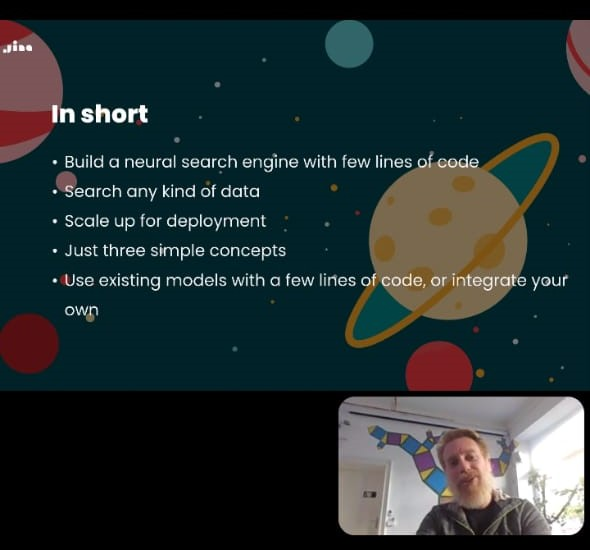 jina
In short
• Build a neural search engine with few lines of code
• Search any kind of data
• Scale up for deployment
• Just three simple concepts
• Use existing models with a few lines of code, or integrate your
own